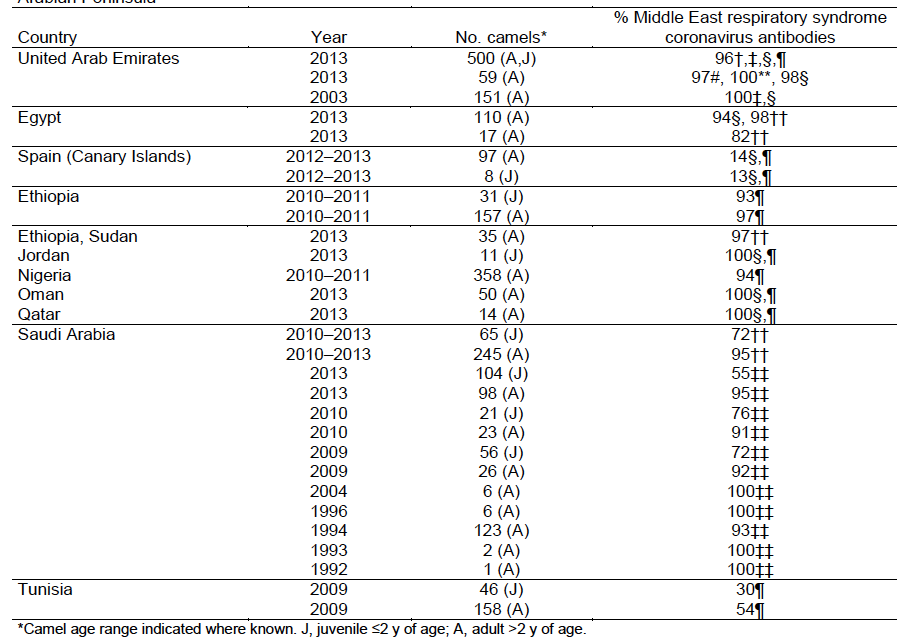 Arabian Peninsula
% Middle East respiratory syndrome
Country Year No. camels* coronavirus antibodies
United Arab Emirates 2013 500 (A,J) 96†,‡,§,¶
2013 59 (A) 97#, 100**, 98§
2003 151 (A) 100‡,§
Egypt 2013 110 (A) 94§, 98††
2013 17 (A) 82††
Spain (Canary Islands) 2012–2013 97 (A) 14§,¶
2012–2013 8 (J) 13§,¶
Ethiopia 2010–2011 31 (J) 93¶
2010–2011 157 (A) 97¶
Ethiopia, Sudan 2013 35 (A) 97††
Jordan 2013 11 (J) 100§,¶
Nigeria 2010–2011 358 (A) 94¶
Oman 2013 50 (A) 100§,¶
Qatar 2013 14 (A) 100§,¶
Saudi Arabia 2010–2013 65 (J) 72††
2010–2013 245 (A) 95††
2013 104 (J) 55‡‡
2013 98 (A) 95‡‡
2010 21 (J) 76‡‡
2010 23 (A) 91‡‡
2009 56 (J) 72‡‡
2009 26 (A) 92‡‡
2004 6 (A) 100‡‡
1996 6 (A) 100‡‡
1994 123 (A) 93‡‡
1993 2 (A) 100‡‡
1992 1 (A) 100‡‡
Tunisia 2009 46 (J) 30¶
2009 158 (A) 54¶
*Camel age range indicated where known. J, juvenile ≤2 y of age; A, adult >2 y of age.